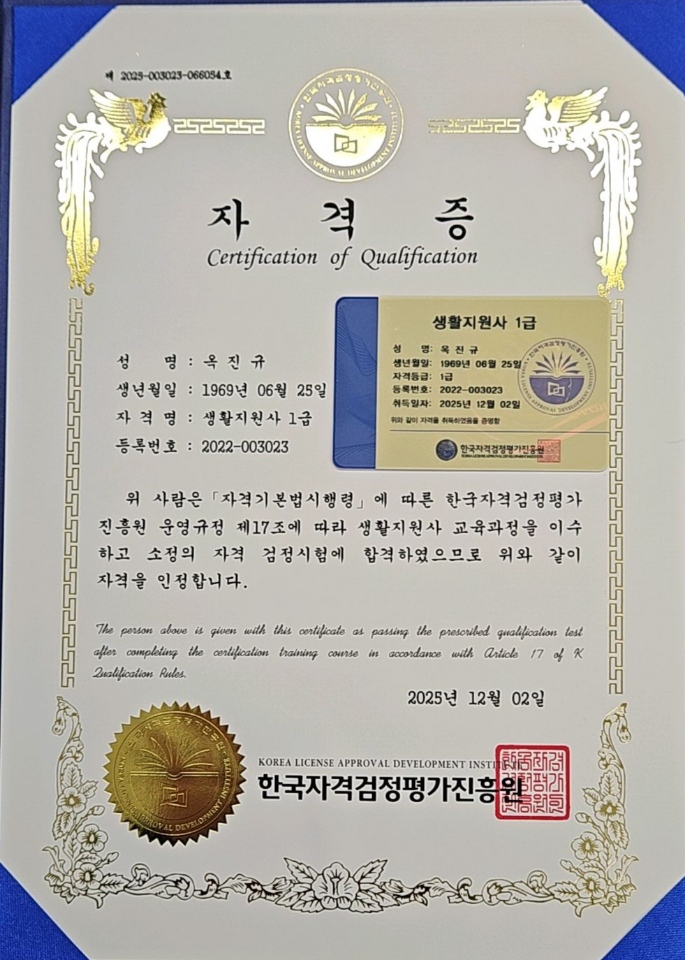 제 2025-003023-066054호
자격증
Certification of Qualification
성 명 : 옥진규
생년월일 : 1969년 06월 25일
자격명 : 생활지원사 1급
등록번호 : 2022-003023
생활지원사 1급
성 명: 옥진규
생년월일: 1969년 06월 25일
자격등급: 1급
등록번호: 2022-003023
취득일자: 2025년 12월 02일
위와 같이 자격을 취득하였음을 증명함
한국자격검정평가진흥원
KOREA LICENSE APPROVAL DEVELOPMENT INSTITUTE
위 사람은「자격기본법시행령」에 따른 한국자격검정평가
진흥원 운영규정 제17조에 따라 생활지원사 교육과정을 이수
하고 소정의 자격 검정시험에 합격하였으므로 위와 같이
자격을 인정합니다.
The person above is given with this certificate as passing the prescribed qualification test
after completing the certification training course in accordance with Article 17 of K
Qualification Rules.
2025년 12월 02일
KOREA LICENSE APPROVAL DEVELOPMENT INSTIT
한국자격검정평가진흥원